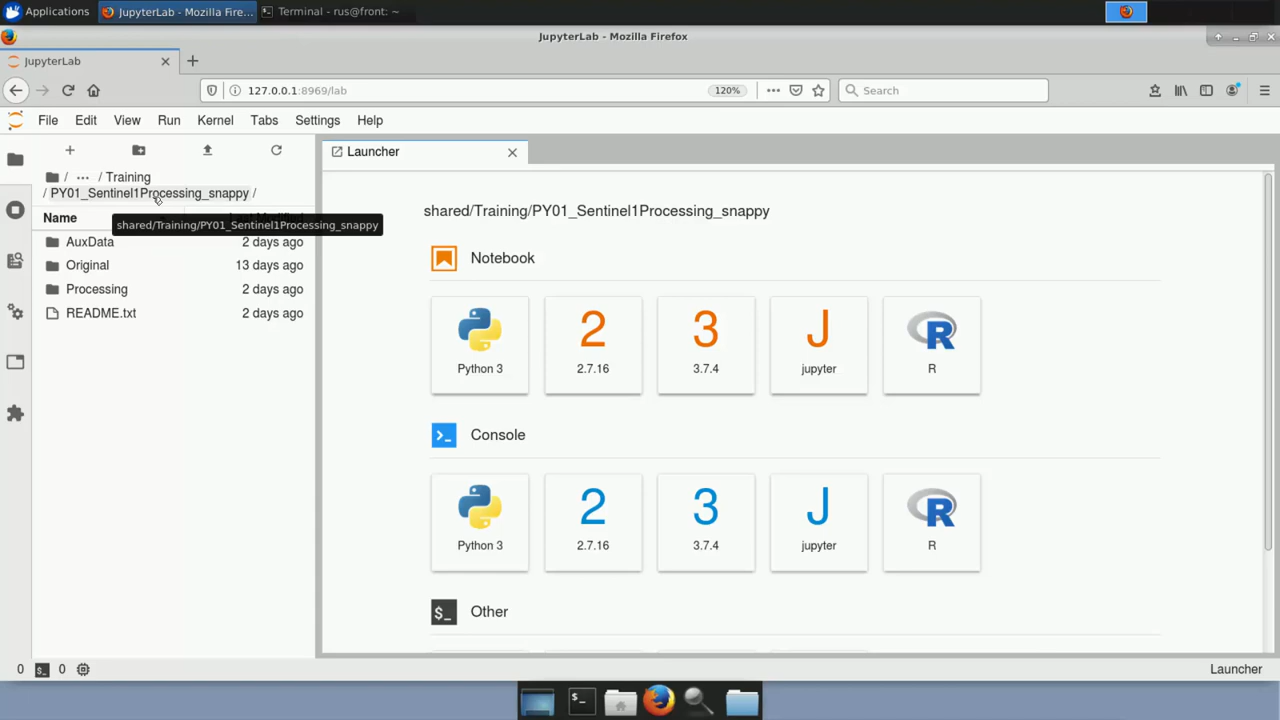 Applications
JupyterLab - Mozilla Fire...
Terminal - rus@front: ~
JupyterLab - Mozilla Firefox
JupyterLab
127.0.0.1:8969/lab
120%
Search
File Edit View Run Kernel Tabs Settings Help
/ ... / Training
/ PY01_Sentinel1Processing_snappy /
Launcher
Name
shared/Training/PY01_Sentinel1Processing_snappy
AuxData 2 days ago
Original 13 days ago
Processing 2 days ago
README.txt 2 days ago
shared/Training/PY01_Sentinel1Processing_snappy
Notebook
2 3 J R
Python 3 2.7.16 3.7.4 jupyter R
>_ Console
2 3 J R
Python 3 2.7.16 3.7.4 jupyter R
$_ Other
0 $_ 0
Launcher